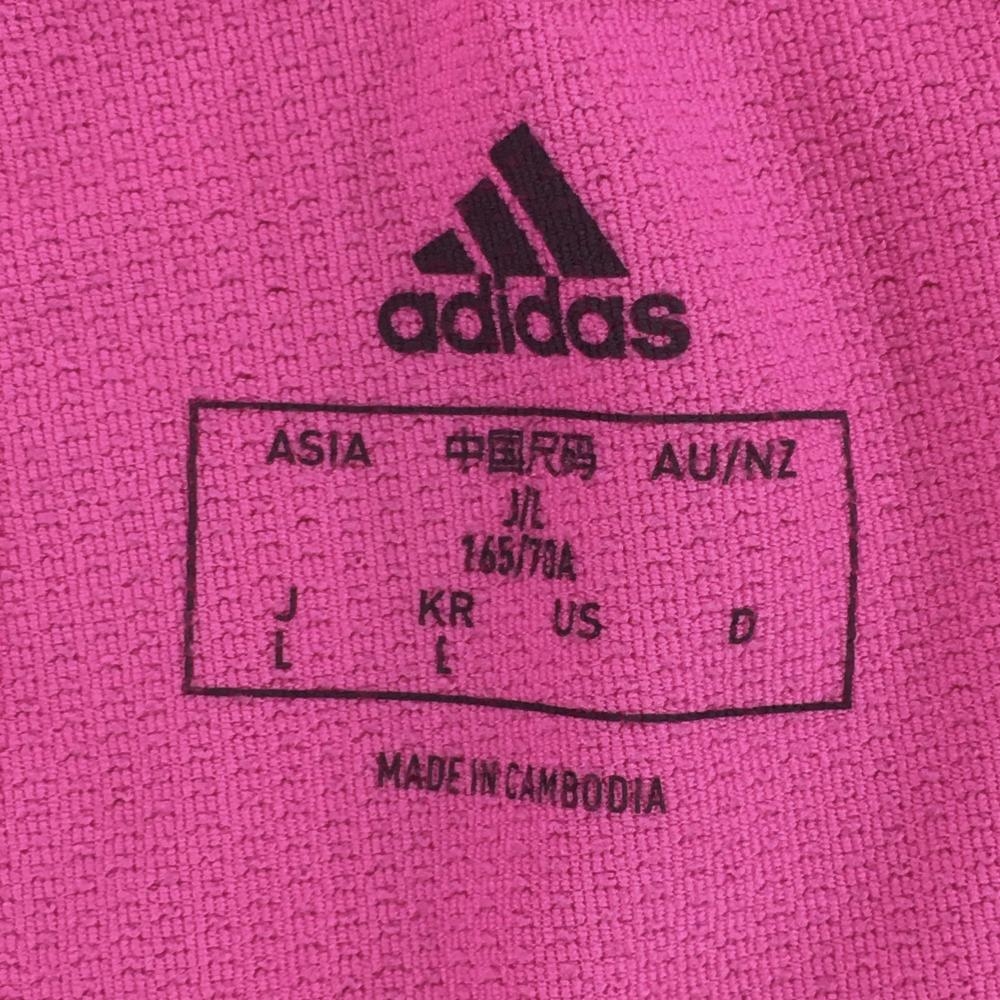 adidas
ASIA 中国尺码 AU/NZ
J/L
165/70A
J KR US D
L L
MADE IN CAMBODIA